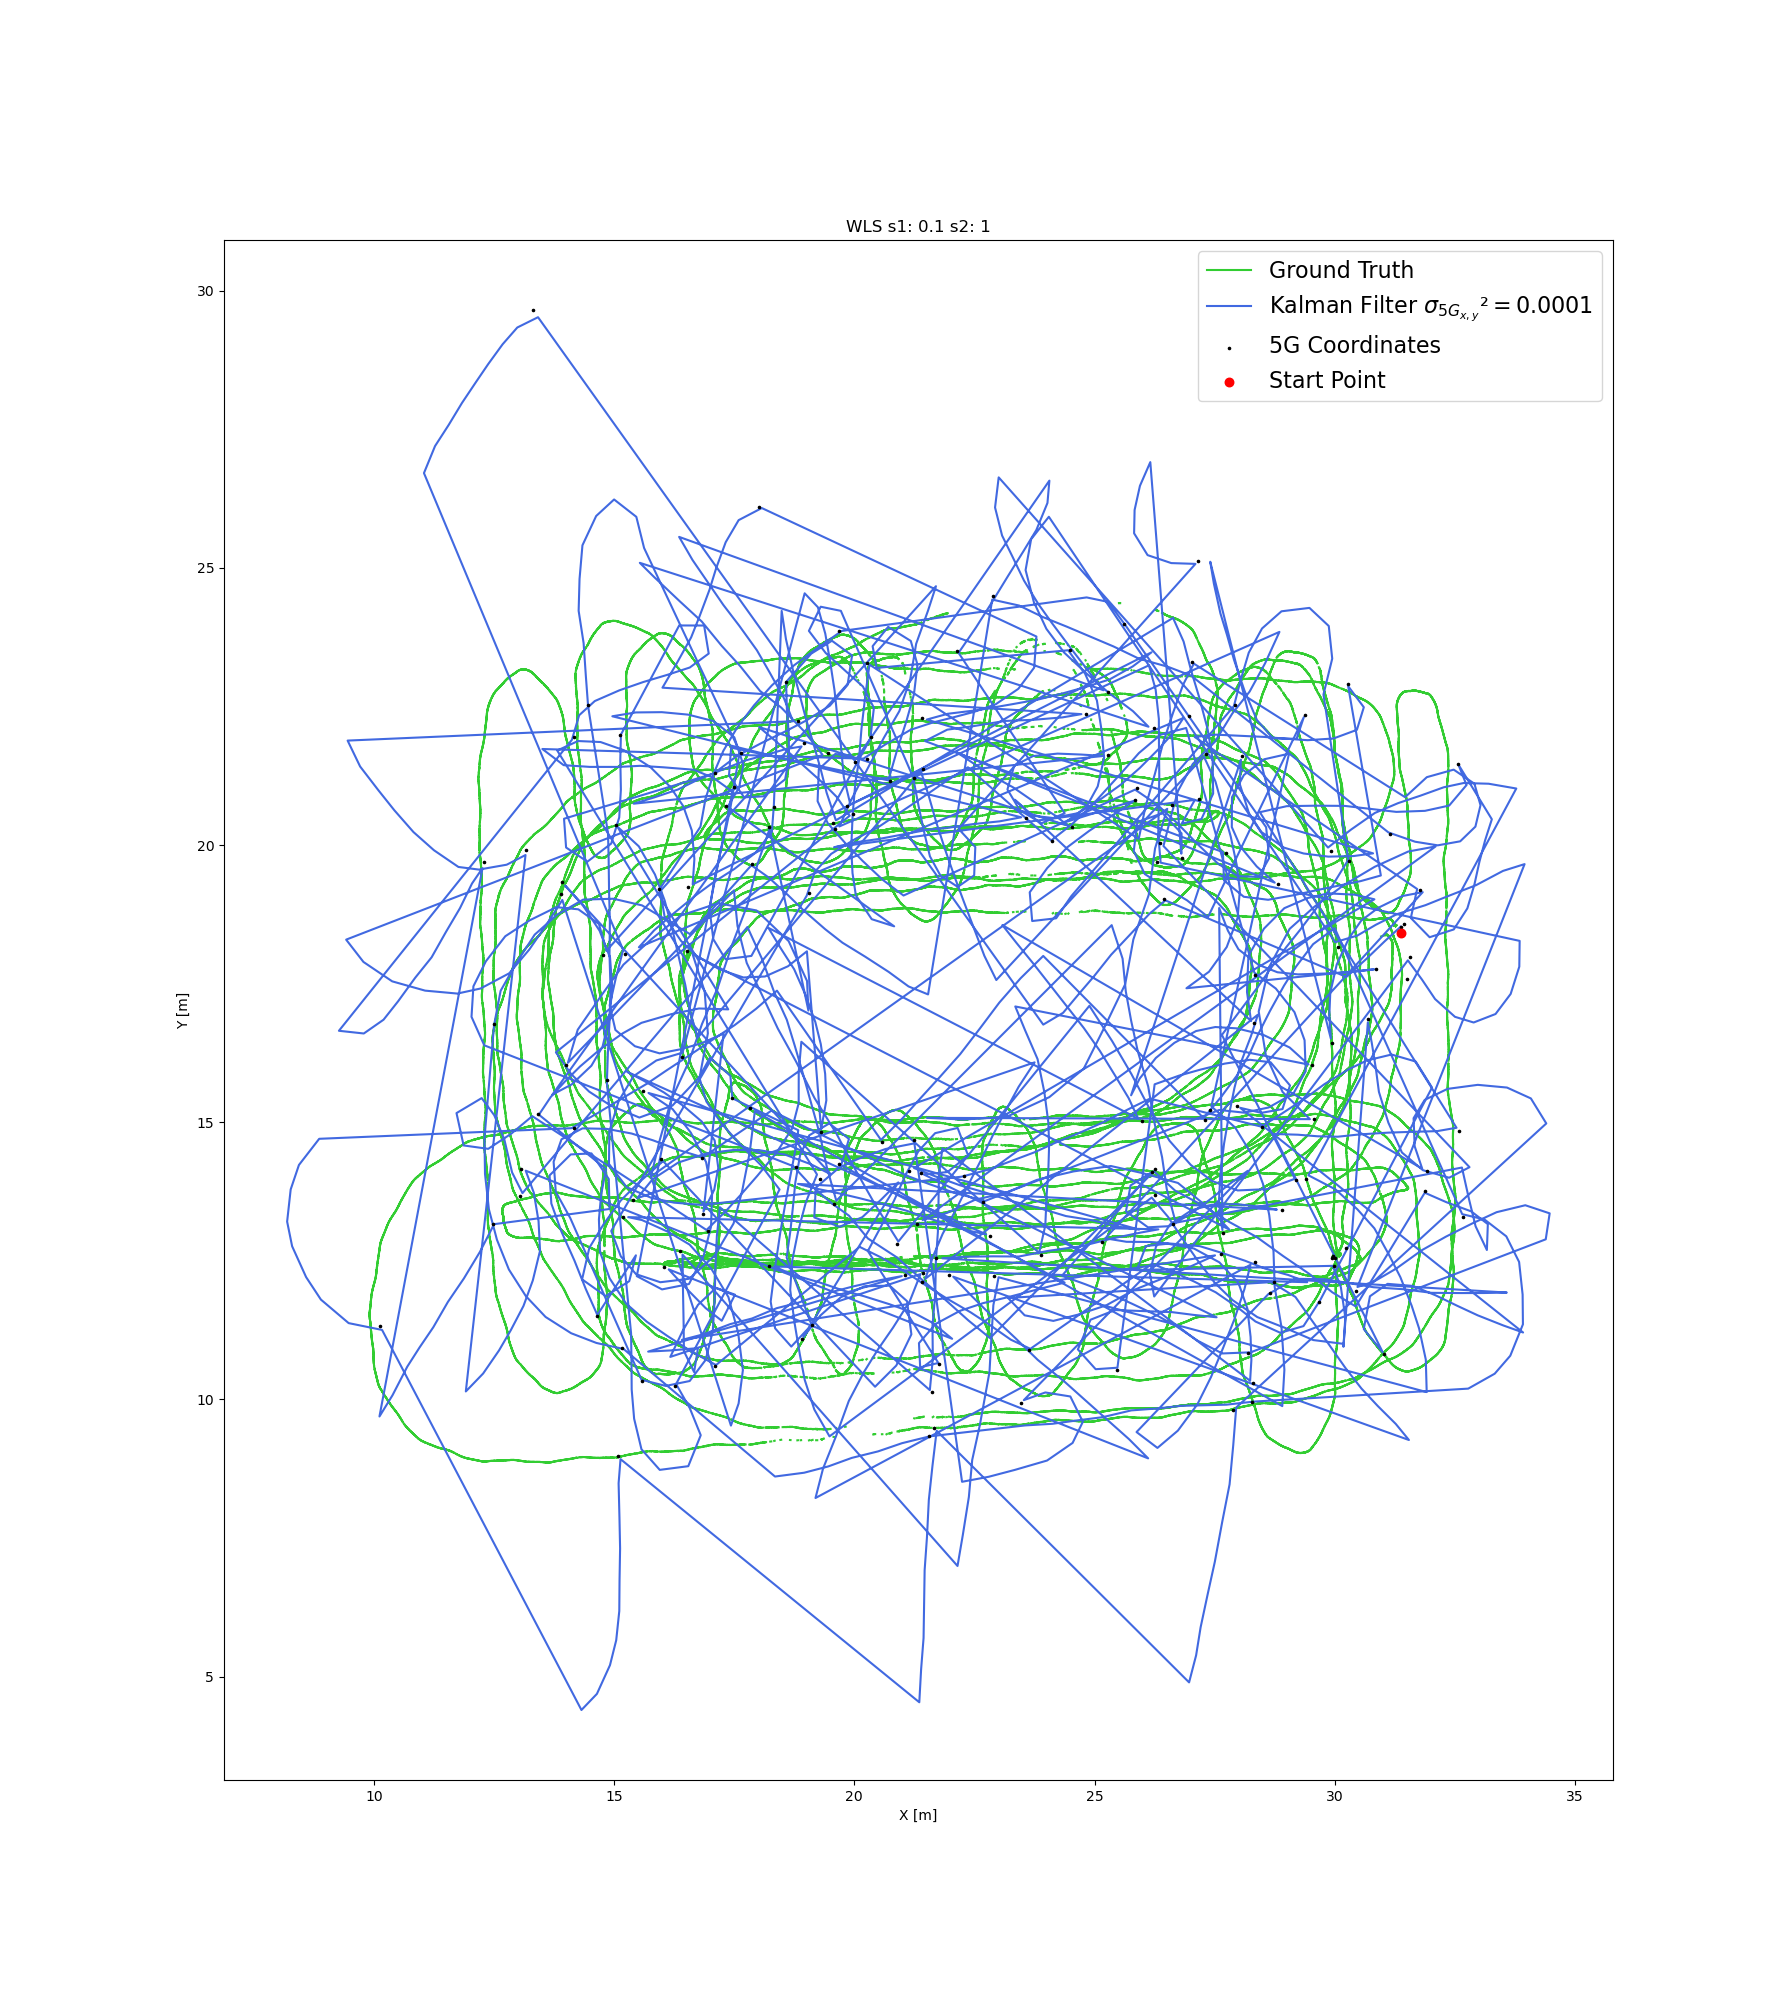 WLS s1: 0.1 s2: 1
Ground Truth
Kalman Filter σ5Gx,y² = 0.0001
5G Coordinates
Start Point
30
25
20
15
10
5
Y [m]
10 15 20 25 30 35
X [m]